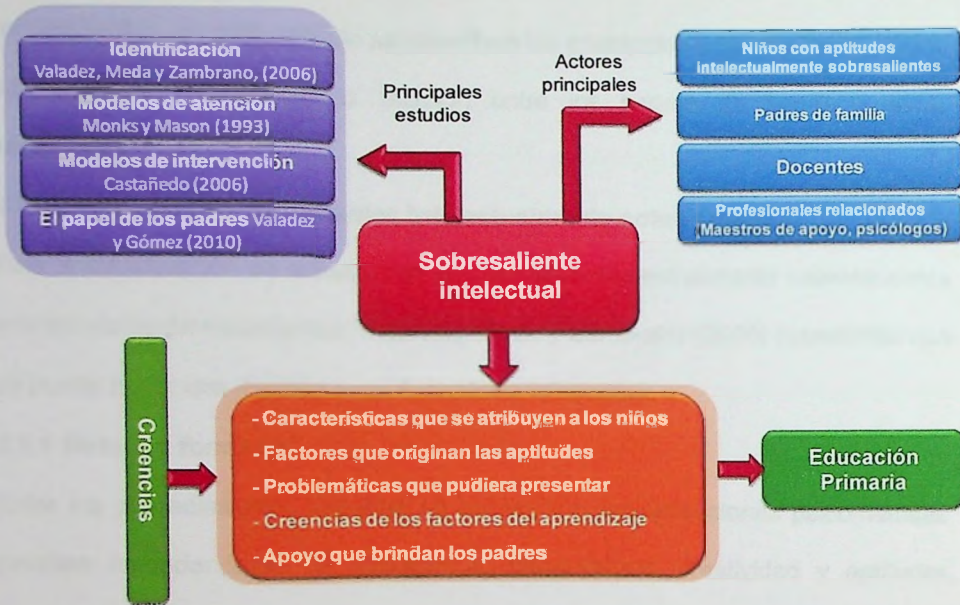 Identificación
Valadez, Meda y Zambrano, (2006)
Modelos de atención
Monks y Mason (1993)
Modelos de intervención
Castañedo (2006)
El papel de los padres Valadez
y Gómez (2010)
Principales
estudios
Actores
principales
Niños con aptitudes
intelectualmente sobresalientes
Padres de familia
Docentes
Profesionales relacionados
(Maestros de apoyo, psicólogos)
Sobresaliente
intelectual
Creencias
- Características que se atribuyen a los niños
- Factores que originan las aptitudes
- Problemáticas que pudiera presentar
- Creencias de los factores del aprendizaje
- Apoyo que brindan los padres
Educación
Primaria